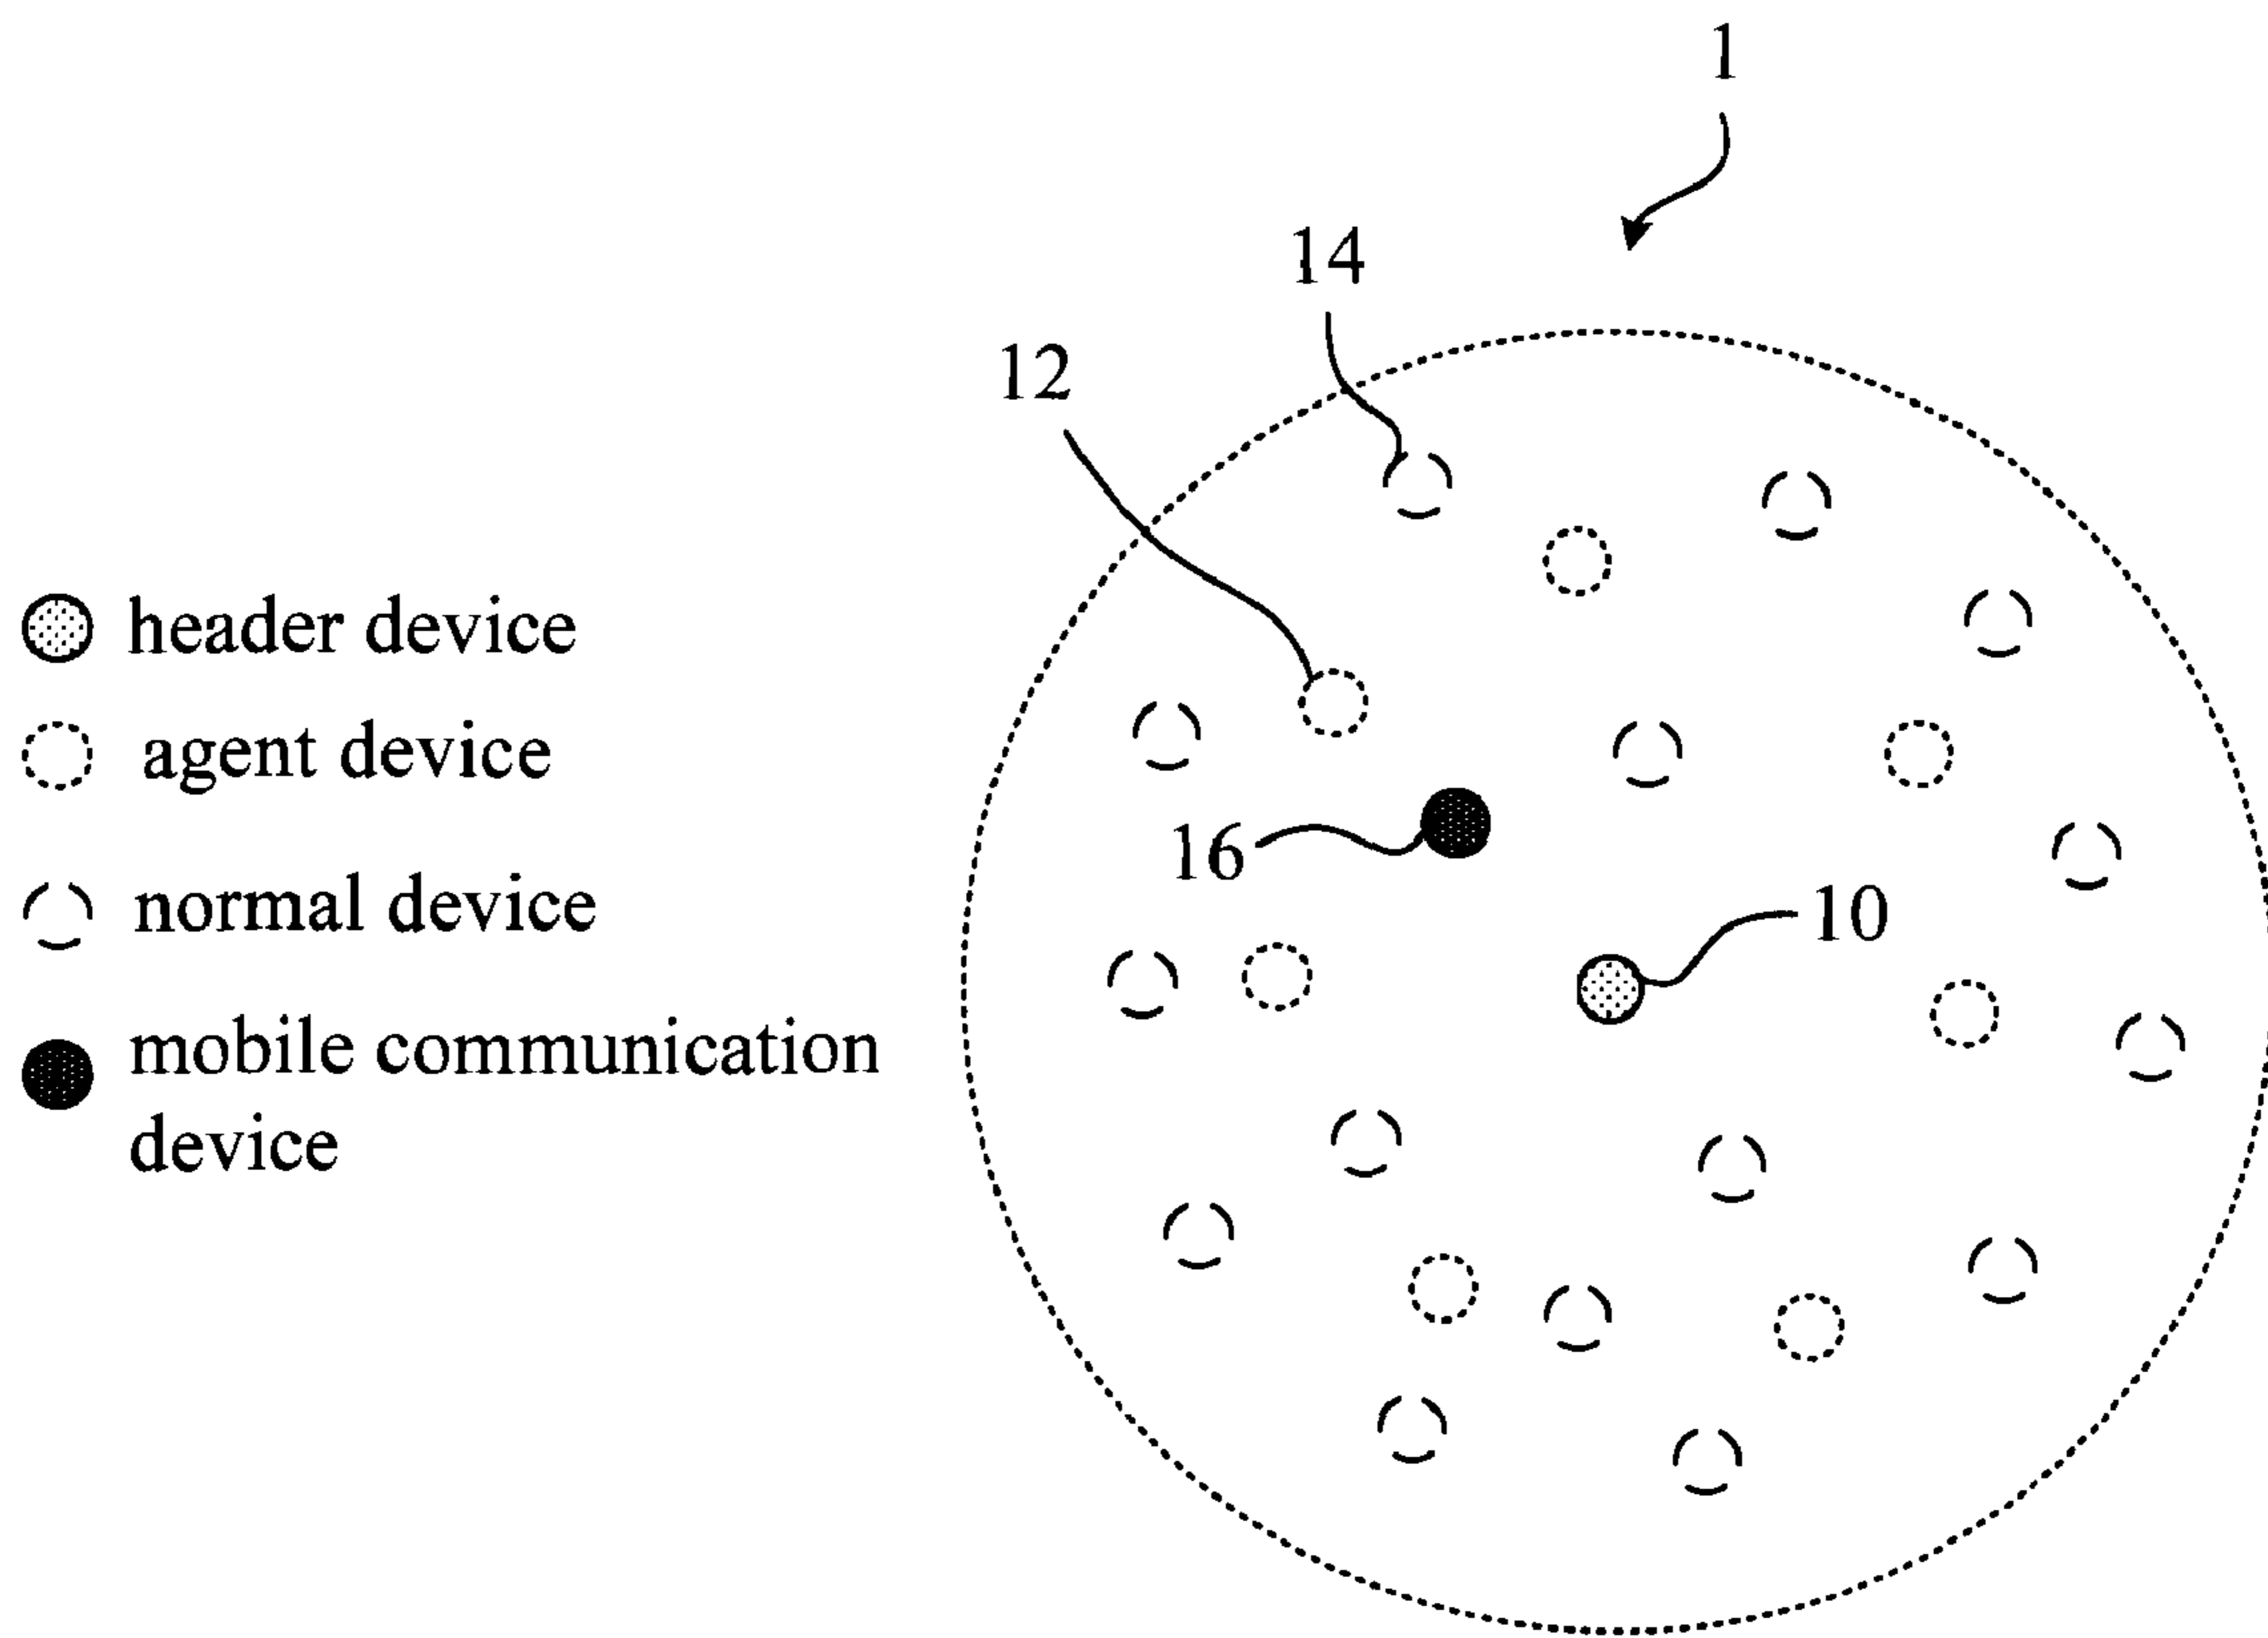 1
14
12
header device
agent device
16
10
normal device
mobile communication
device